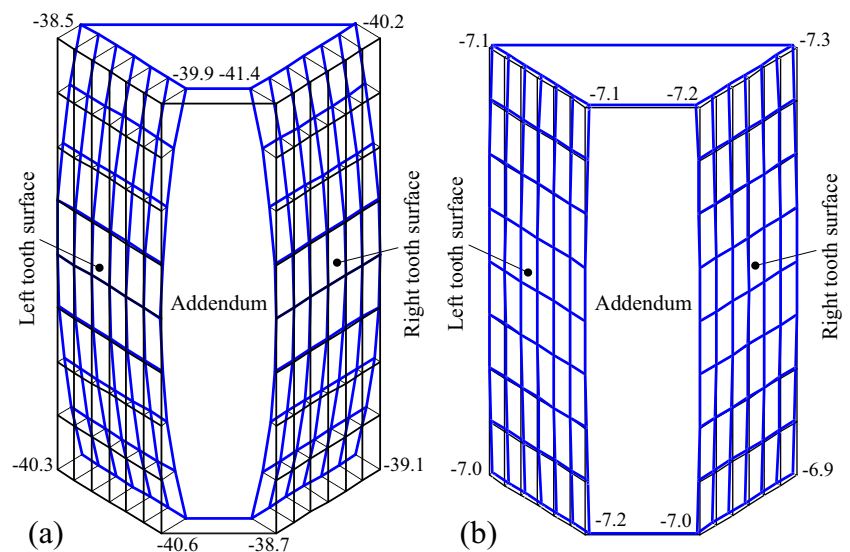 -38.5
-40.2
-39.9 -41.4
Left tooth surface
Addendum
Right tooth surface
-40.3
-39.1
-40.6
-38.7
(a)
-7.1
-7.3
-7.1
-7.2
Left tooth surface
Addendum
Right tooth surface
-7.0
-6.9
-7.2
-7.0
(b)